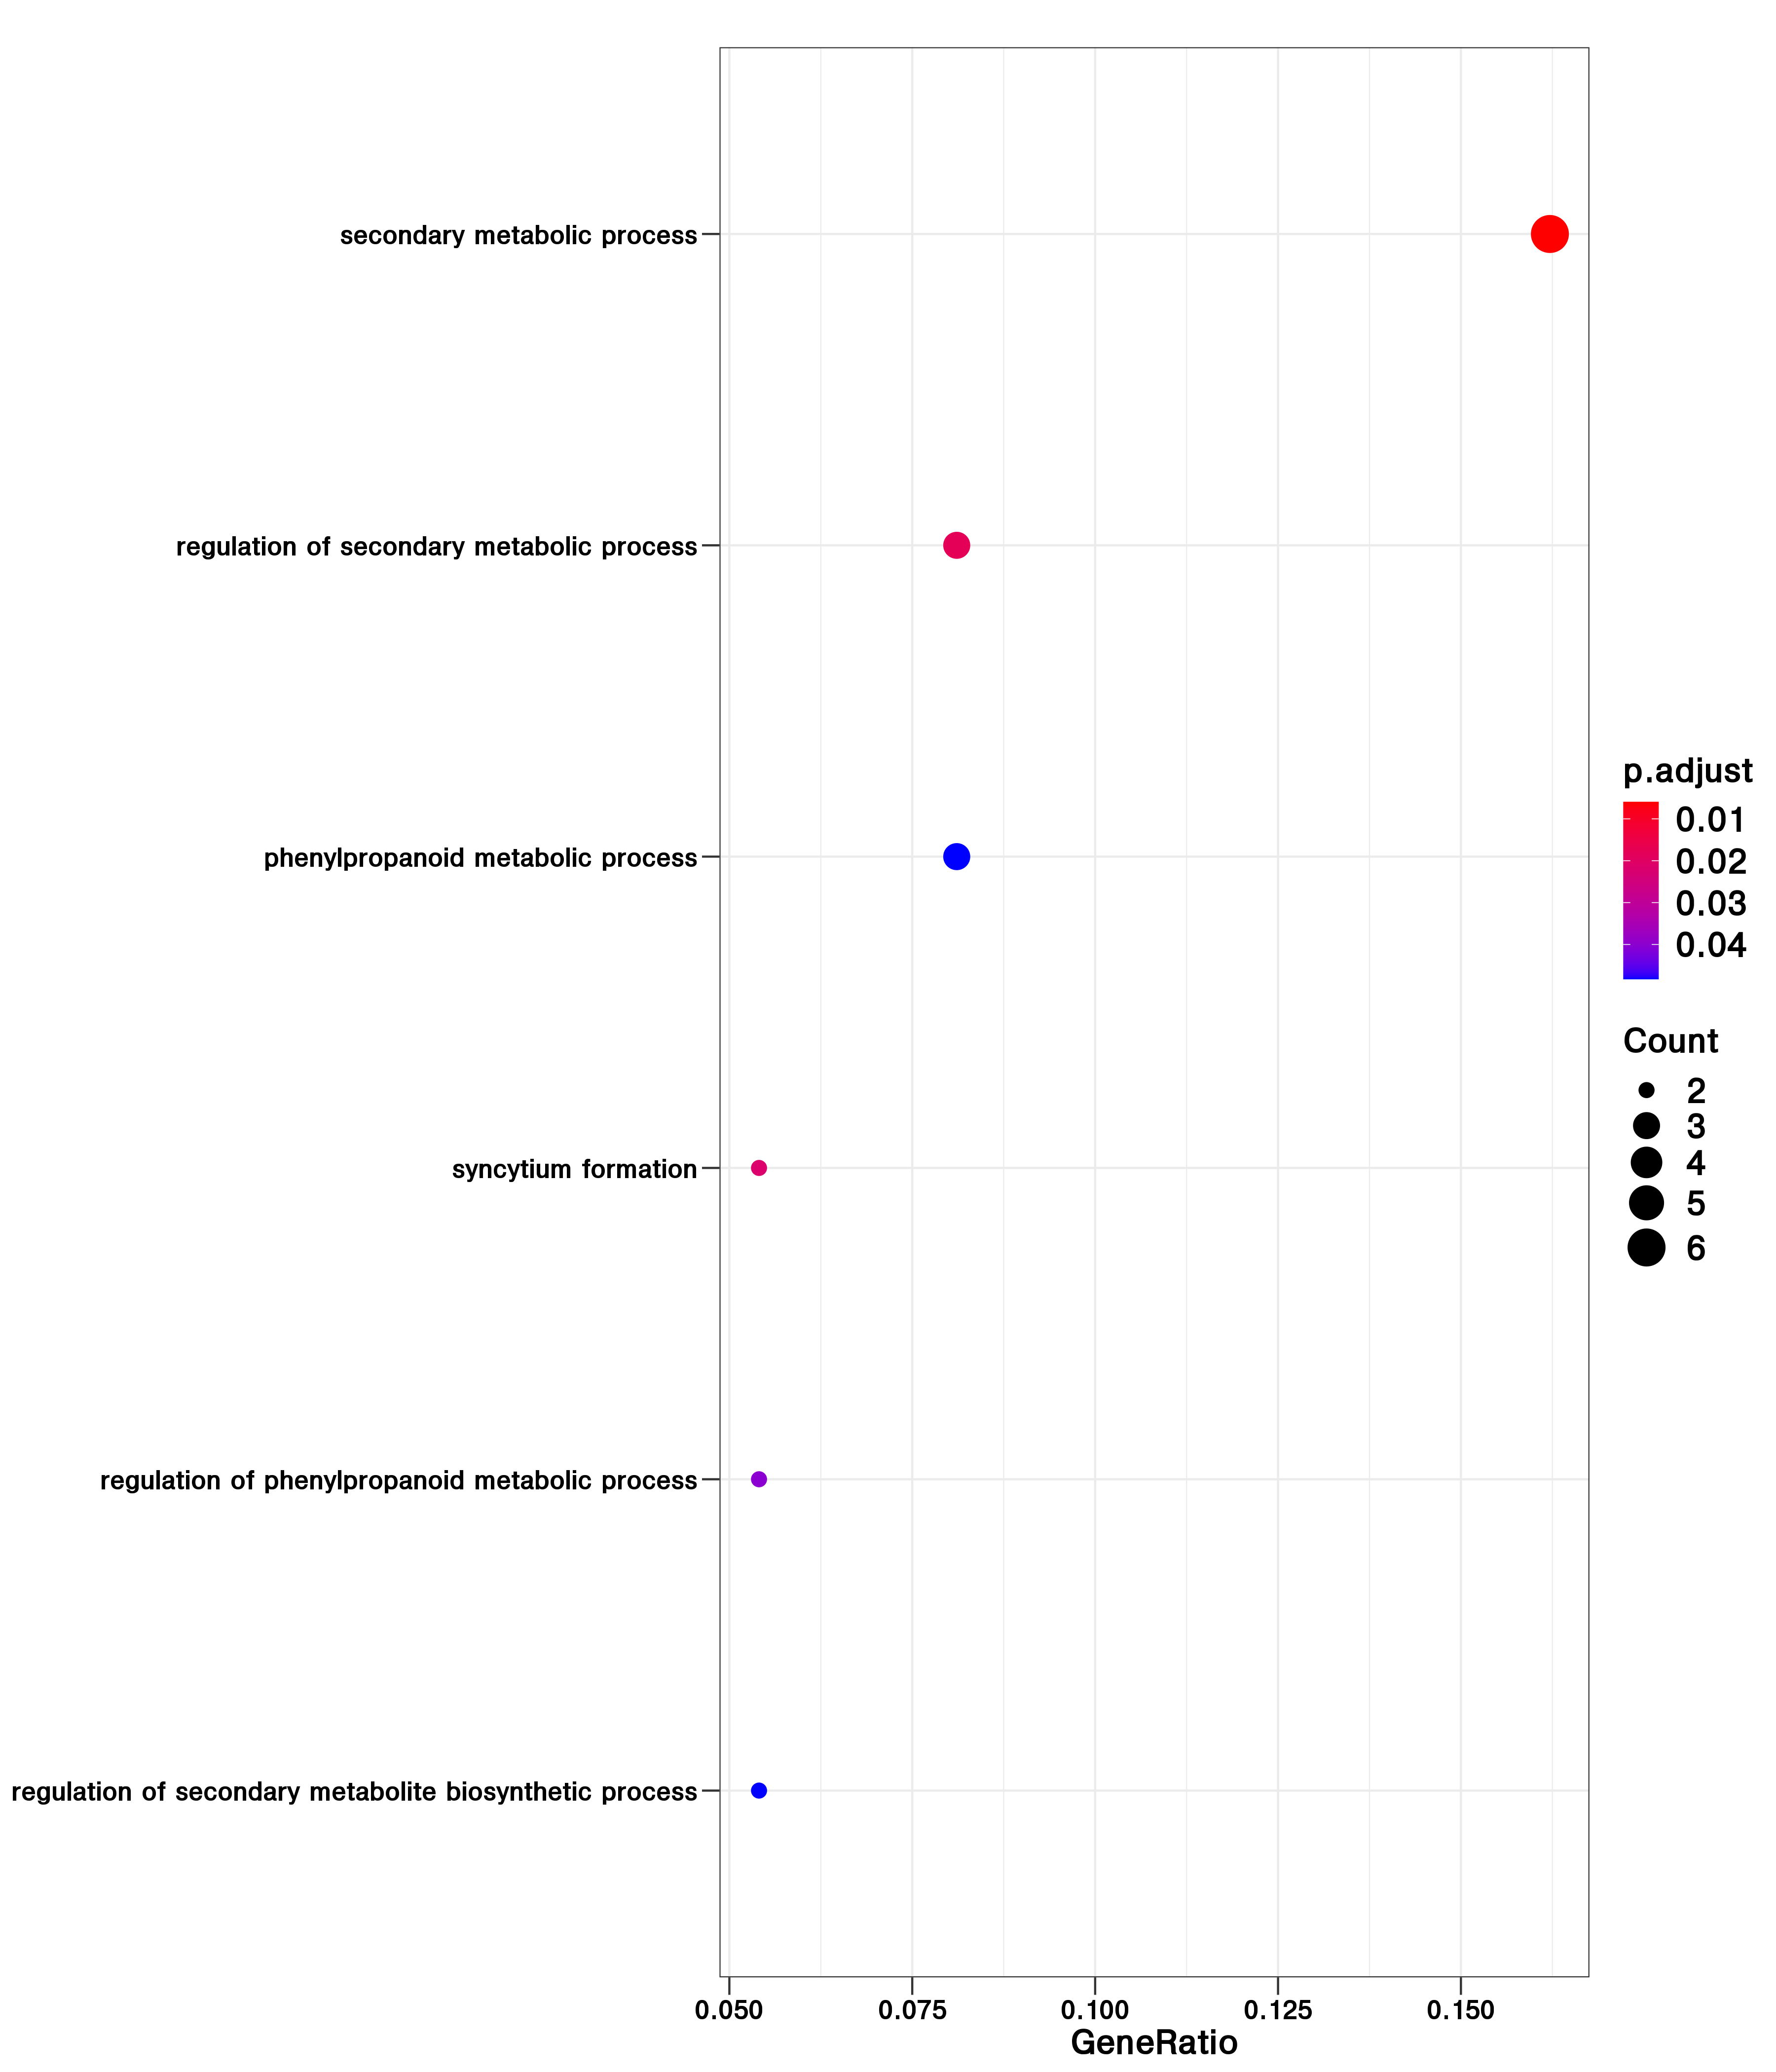 secondary metabolic process
regulation of secondary metabolic process
phenylpropanoid metabolic process
syncytium formation
regulation of phenylpropanoid metabolic process
regulation of secondary metabolite biosynthetic process
0.050 0.075 0.100 0.125 0.150
GeneRatio
p.adjust
0.01
0.02
0.03
0.04
Count
2
3
4
5
6